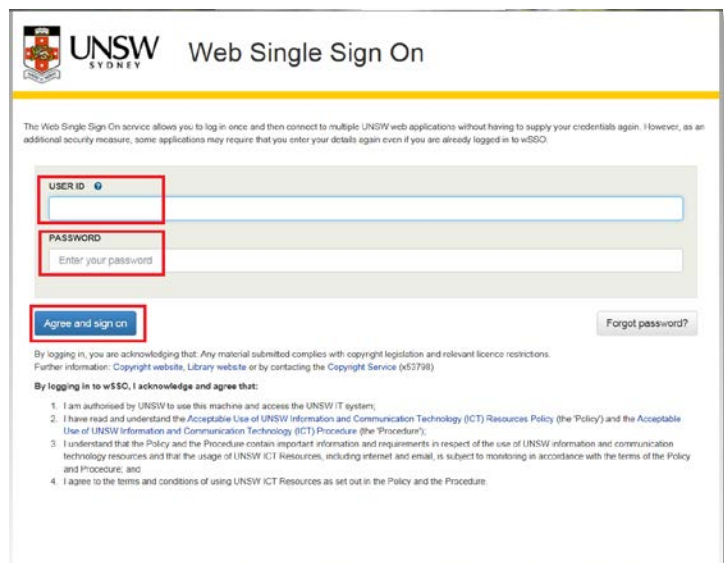 UNSW
SYDNEY
Web Single Sign On
The Web Single Sign On service allows you to log in once and then connect to multiple UNSW web applications without having to supply your credentials again. However, as an
additional security measure, some applications may require that you enter your details again even if you are already logged in to wSSO.
USER ID
PASSWORD
Enter your password
Agree and sign on
Forgot password?
By logging in, you are acknowledging that: Any material submitted complies with copyright legislation and relevant licence restrictions.
Further information: Copyright website, Library website or by contacting the Copyright Service (x53798)
By logging in to wSSO, I acknowledge and agree that:
1. I am authorised by UNSW to use this machine and access the UNSW IT system;
2. I have read and understand the Acceptable Use of UNSW Information and Communication Technology (ICT) Resources Policy (the 'Policy') and the Acceptable
Use of UNSW Information and Communication Technology (ICT) Procedure (the 'Procedure');
3. I understand that the Policy and the Procedure contain important information and requirements in respect of the use of UNSW information and communication
technology resources and that the usage of UNSW ICT Resources, including internet and email, is subject to monitoring in accordance with the terms of the Policy
and Procedure; and
4. I agree to the terms and conditions of using UNSW ICT Resources as set out in the Policy and the Procedure.